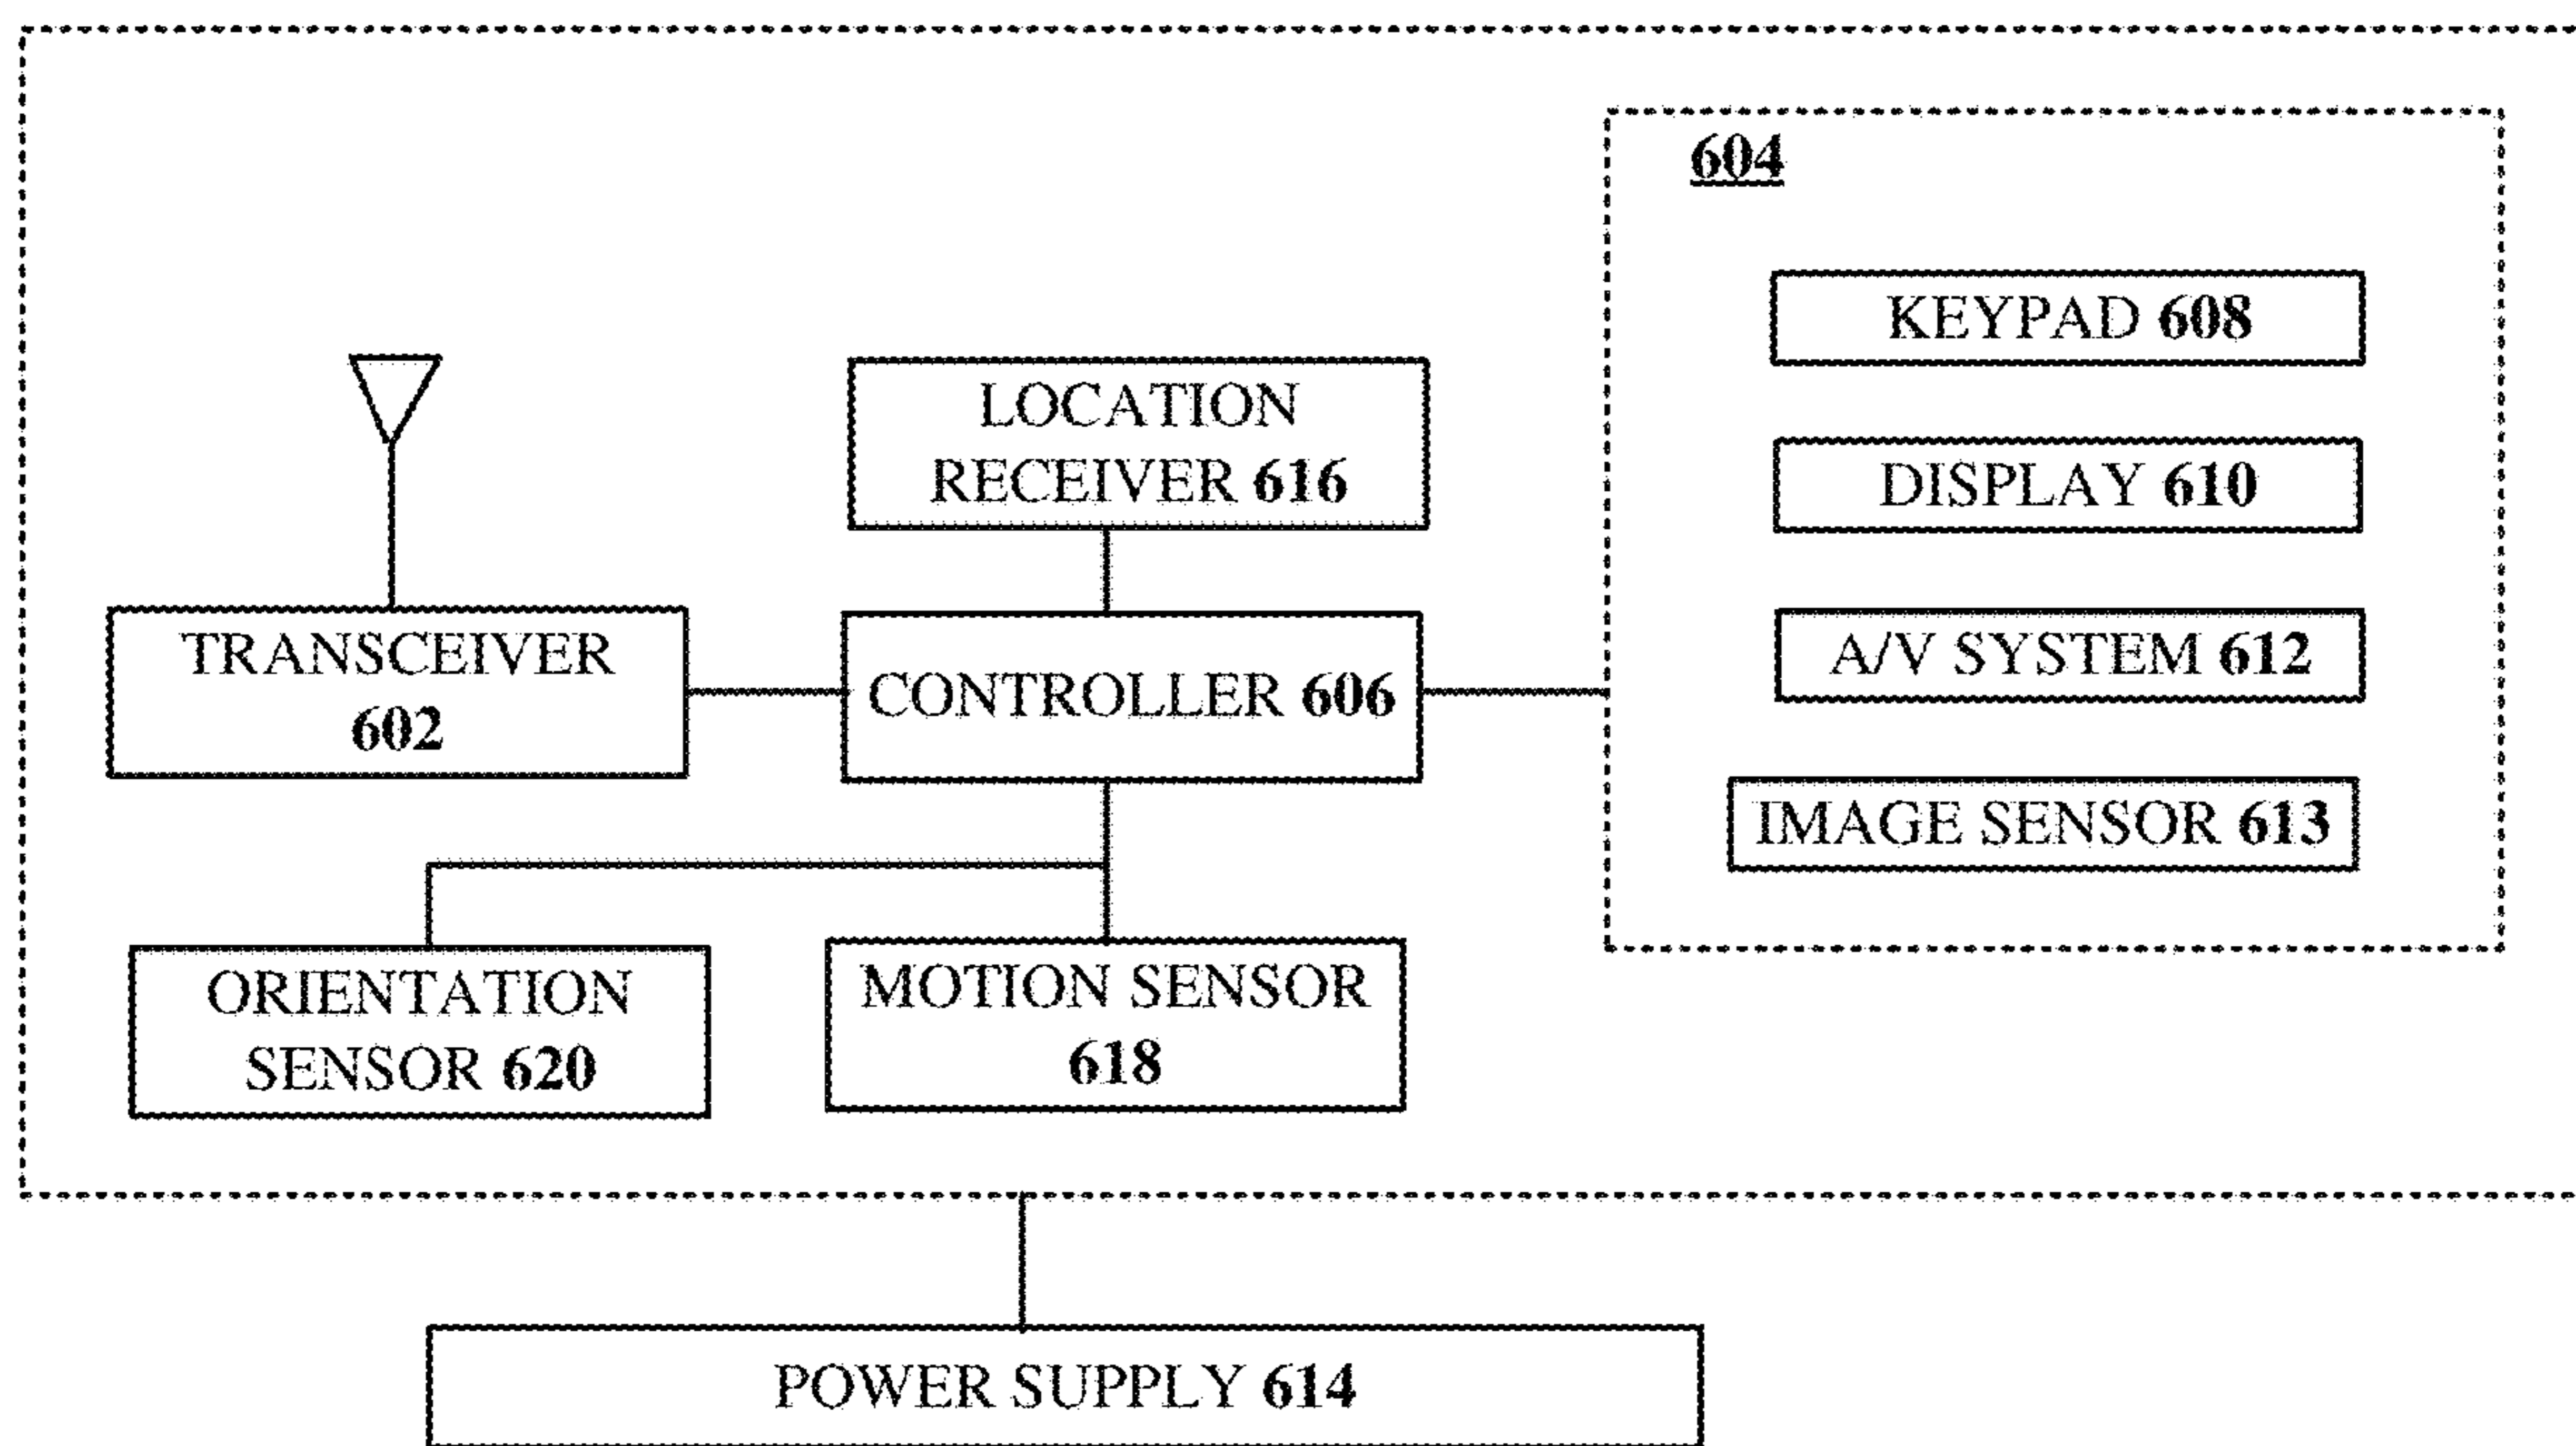 604
KEYPAD 608
LOCATION
RECEIVER 616
DISPLAY 610
TRANSCEIVER
602
CONTROLLER 606
A/V SYSTEM 612
IMAGE SENSOR 613
ORIENTATION
SENSOR 620
MOTION SENSOR
618
POWER SUPPLY 614